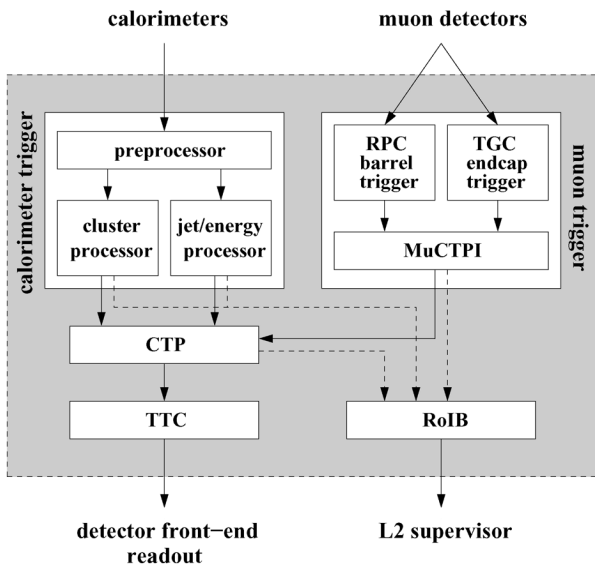 calorimeters
muon detectors
calorimeter trigger
preprocessor
cluster
processor
jet/energy
processor
RPC
barrel
trigger
TGC
endcap
trigger
MuCTPI
muon trigger
CTP
TTC
RoIB
detector front−end
readout
L2 supervisor